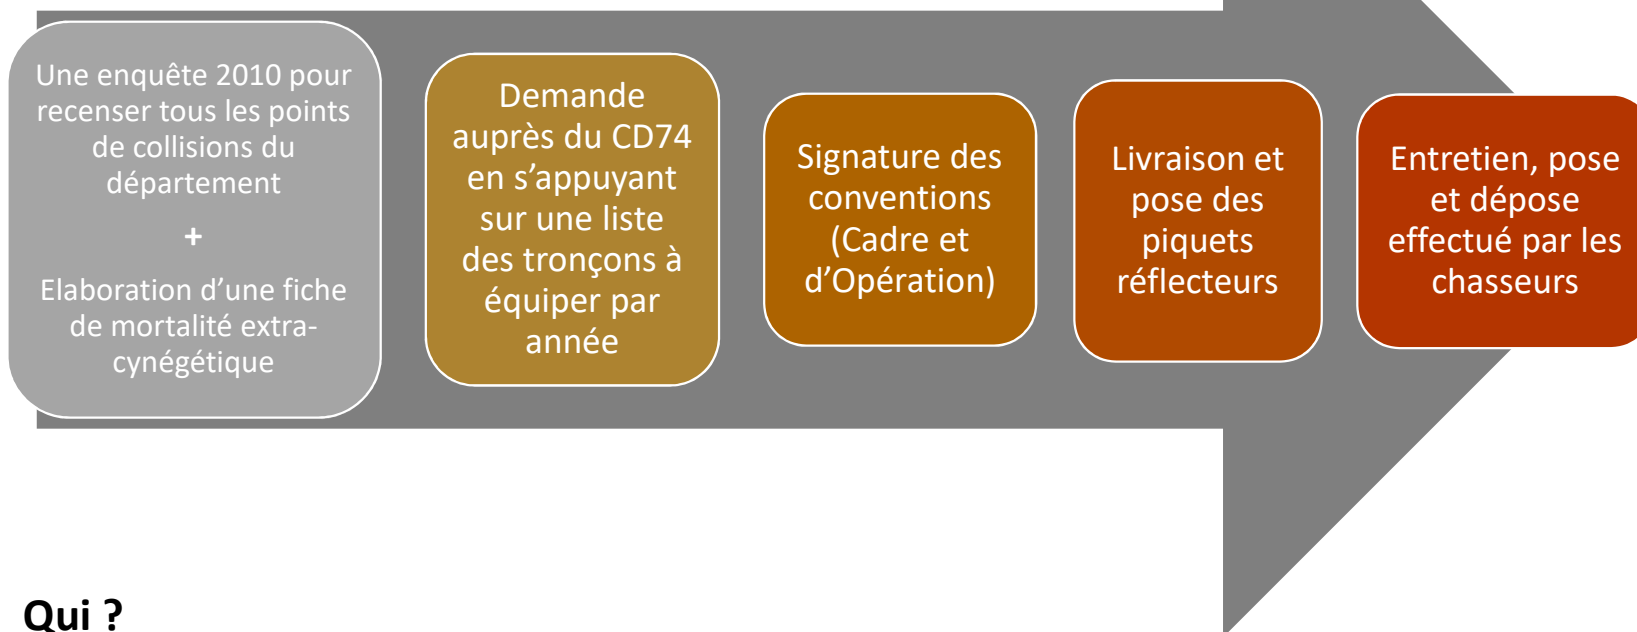 Une enquête 2010 pour
recenser tous les points
de collisions du
département
+
Elaboration d’une fiche
de mortalité extra-
cynégétique
Demande
auprès du CD74
en s’appuyant
sur une liste
des tronçons à
équiper par
année
Signature des
conventions
(Cadre et
d’Opération)
Livraison et
pose des
piquets
réflecteurs
Entretien, pose
et dépose
effectué par les
chasseurs
Qui ?